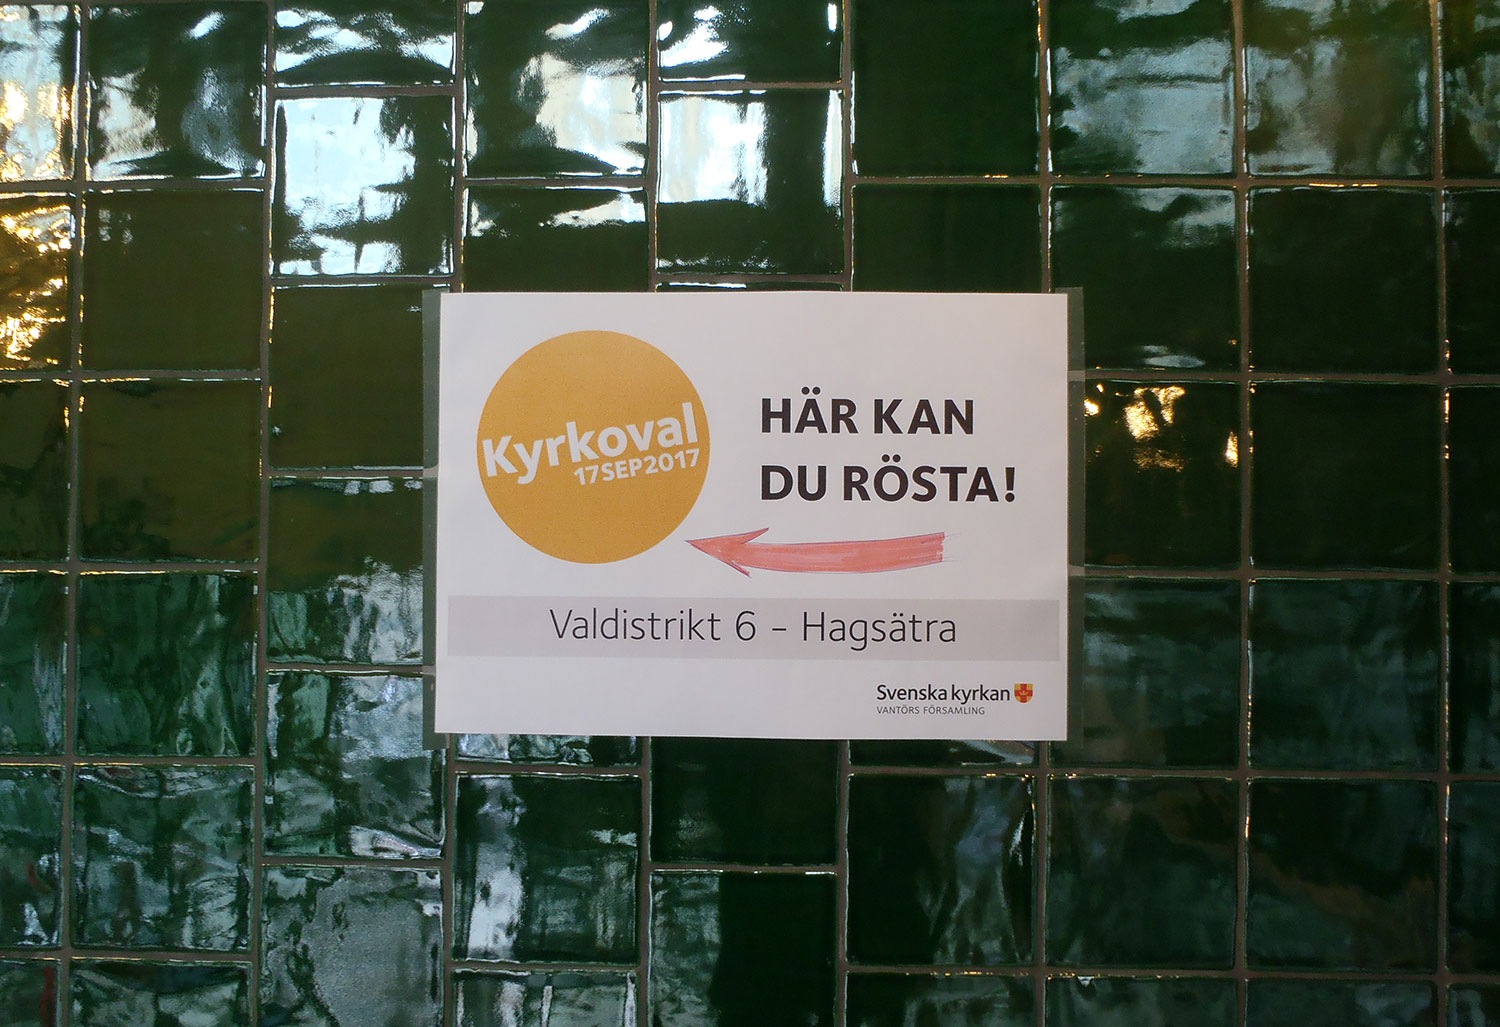 Kyrkoval
17SEP2017
HÄR KAN
DU RÖSTA!
Valdistrikt 6 – Hagsätra
Svenska kyrkan
VANTÖRS FÖRSAMLING